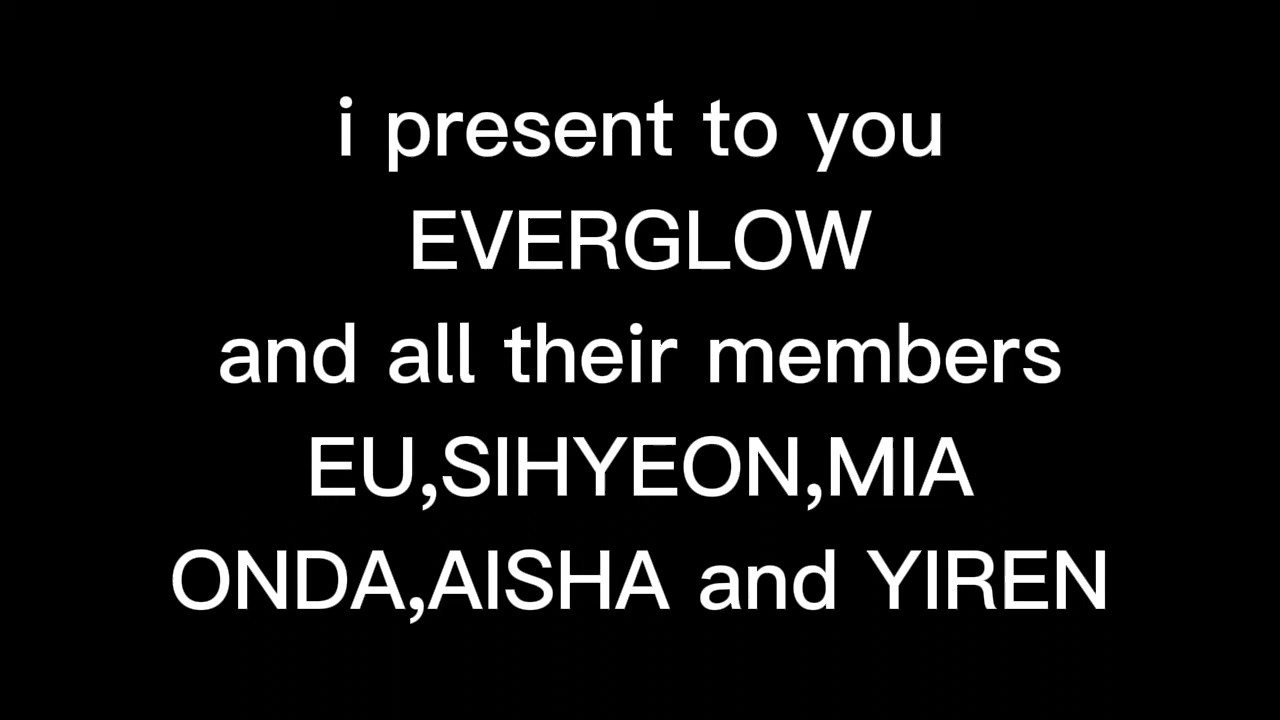 i present to you
EVERGLOW
and all their members
EU,SIHYEON,MIA
ONDA,AISHA and YIREN